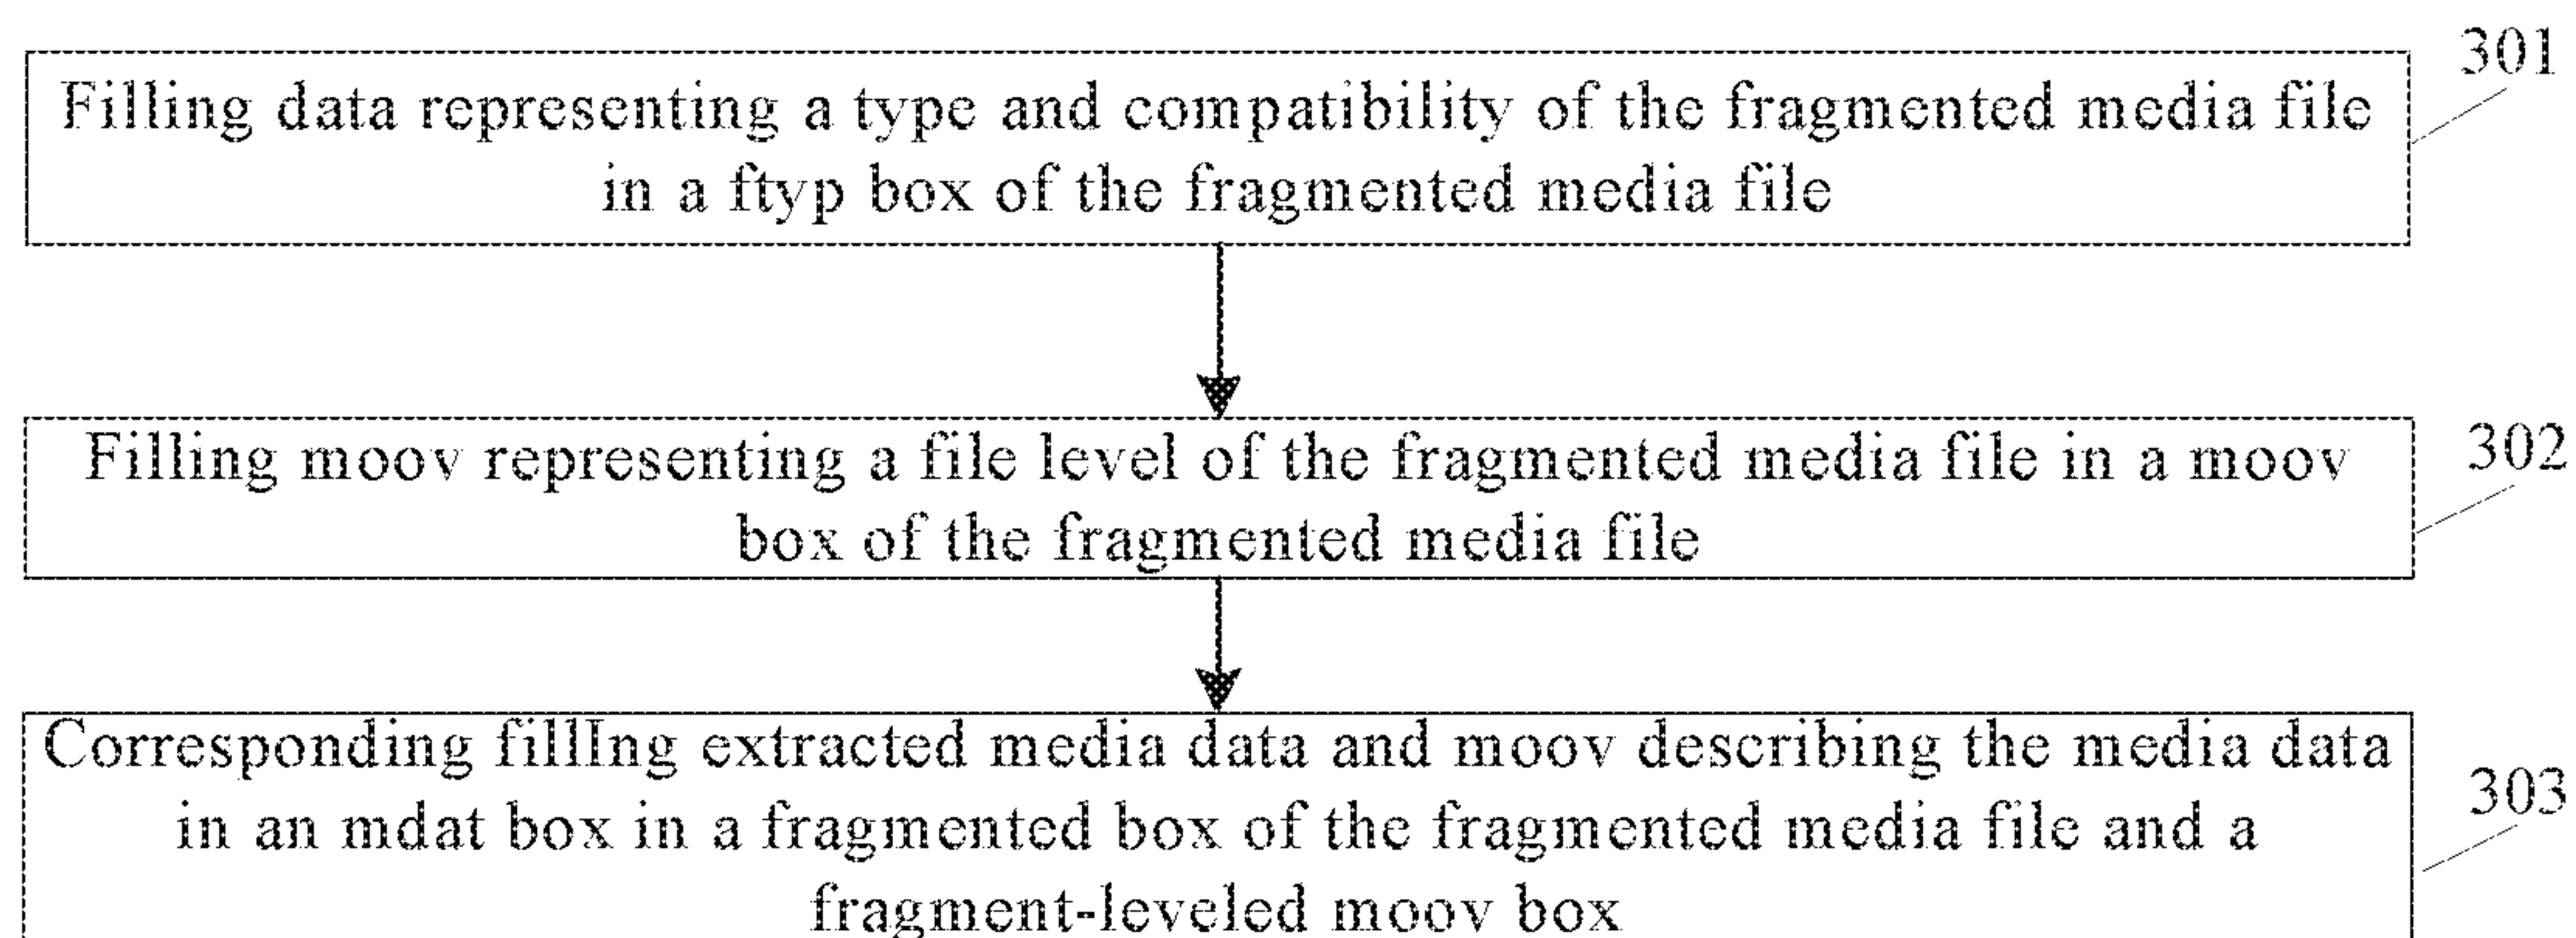 301
Filling data representing a type and compatibility of the fragmented media file
in a ftyp box of the fragmented media file
302
Filling moov representing a file level of the fragmented media file in a moov
box of the fragmented media file
303
Corresponding fillIng extracted media data and moov describing the media data
in an mdat box in a fragmented box of the fragmented media file and a
fragment-leveled moov box